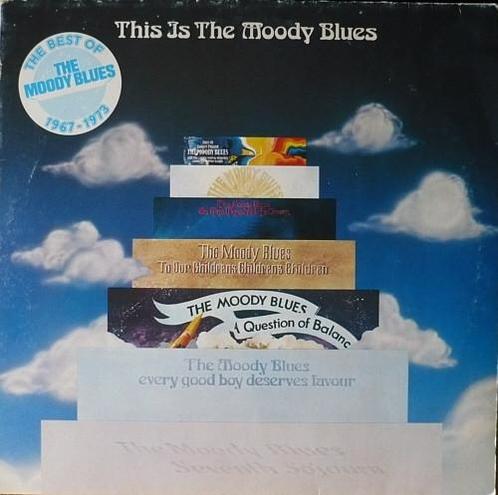 This Is The Moody Blues
THE BEST OF
THE
MOODY BLUES
1967-1973
THE MOODY BLUES
The Moody Blues
To Our Childrens Childrens Children
THE MOODY BLUES
A Question of Balanc
The Moody Blues
every good boy deserves favour
The Moody Blues
Seventh Sojourn